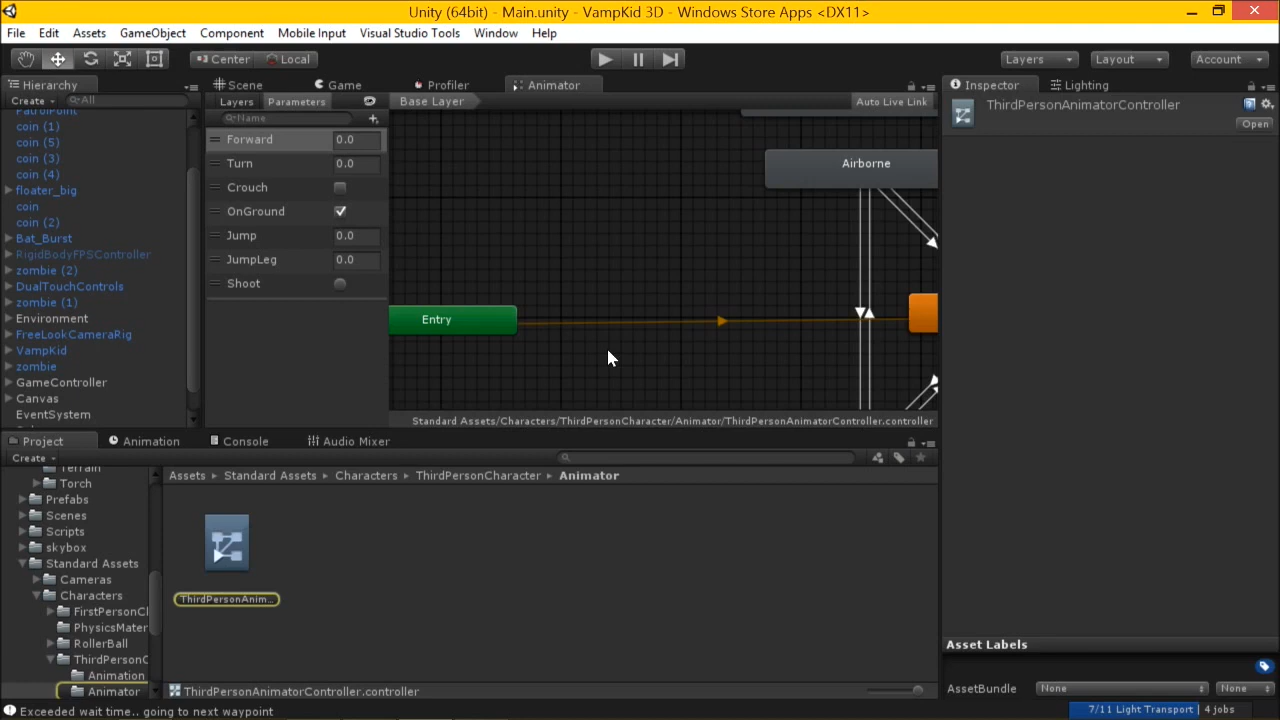 Unity (64bit) - Main.unity - VampKid 3D - Windows Store Apps <DX11>
File Edit Assets GameObject Component Mobile Input Visual Studio Tools Window Help
Center Local Layers Layout Account
Hierarchy Scene Game Profiler Animator Inspector Lighting
Create All Layers Parameters Base Layer Auto Live Link ThirdPersonAnimatorController
Open
PatrolPoint
coin (1)
coin (5)
coin (3)
coin (4)
floater_big
coin
coin (2)
Bat_Burst
RigidBodyFPSController
zombie (2)
DualTouchControls
zombie (1)
Environment
FreeLookCameraRig
VampKid
zombie
GameController
Canvas
EventSystem
Name
Forward 0.0
Turn 0.0
Crouch
OnGround
Jump 0.0
JumpLeg 0.0
Shoot
Airborne
Entry
Standard Assets/Characters/ThirdPersonCharacter/Animator/ThirdPersonAnimatorController.controller
Project Animation Console Audio Mixer
Create
Assets Standard Assets Characters ThirdPersonCharacter Animator
Terrain
Torch
Prefabs
Scenes
Scripts
skybox
Standard Assets
Cameras
Characters
FirstPersonCl
PhysicsMater
RollerBall
ThirdPersonC
Animation
Animator
ThirdPersonAnim...
ThirdPersonAnimatorController.controller
Asset Labels
AssetBundle None None
Exceeded wait time.. going to next waypoint
7/11 Light Transport 4 jobs